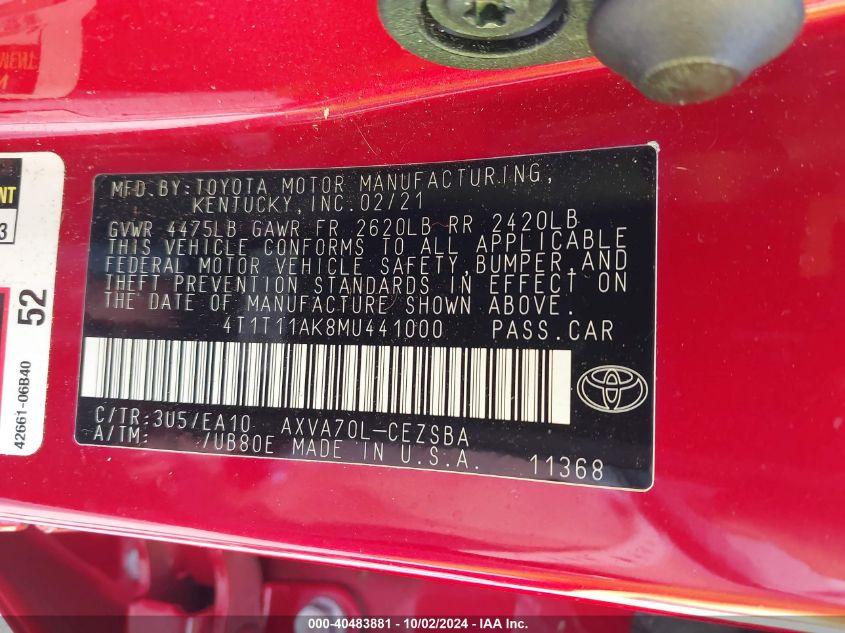 MFD. BY: TOYOTA MOTOR MANUFACTURING,
KENTUCKY, INC. 02/21
GVWR 4475LB GAWR FR 2620LB RR 2420LB
THIS VEHICLE CONFORMS TO ALL APPLICABLE
FEDERAL MOTOR VEHICLE SAFETY, BUMPER, AND
THEFT PREVENTION STANDARDS IN EFFECT ON
THE DATE OF MANUFACTURE SHOWN ABOVE.
4T1T11AK8MU441000 PASS. CAR
C/TR: 3U5/EA10 AXVA70L-CEZSBA
A/TM: /UB80E MADE IN U.S.A. 11368
3
52
42661-06B40
000-40483881 - 10/02/2024 - IAA Inc.